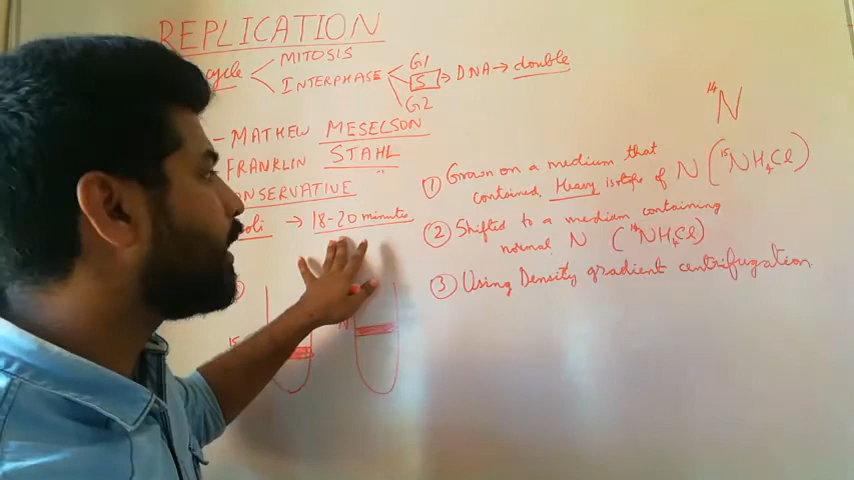 REPLICATION
cycle < MITOSIS
INTERPHASE G1
S → DNA → double
G2
- MATHEW MESELSON
FRANKLIN STAHL
CONSERVATIVE
coli → 18-20 minutes
14N
① Grown on a medium that
contained Heavy isotope of N (15NH4Cl)
② Shifted to a medium containing
normal N (14NH4Cl)
③ Using Density gradient centrifugation.
15